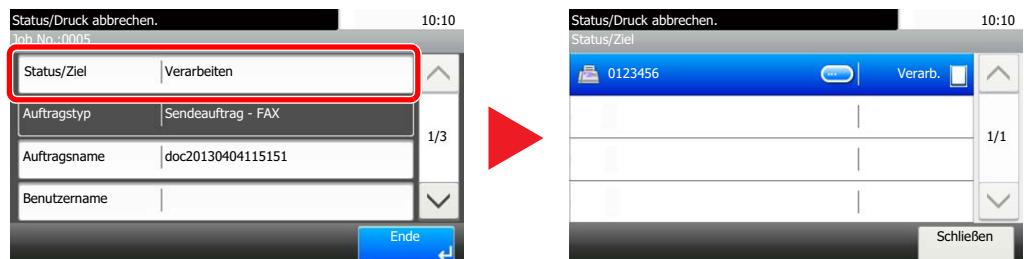 Status/Druck abbrechen. 10:10
Job No.:0005
Status/Ziel Verarbeiten
Auftragstyp Sendeauftrag - FAX
1/3
Auftragsname doc20130404115151
Benutzername
Ende
Status/Druck abbrechen. 10:10
Status/Ziel
0123456 Verarb.
1/1
Schließen